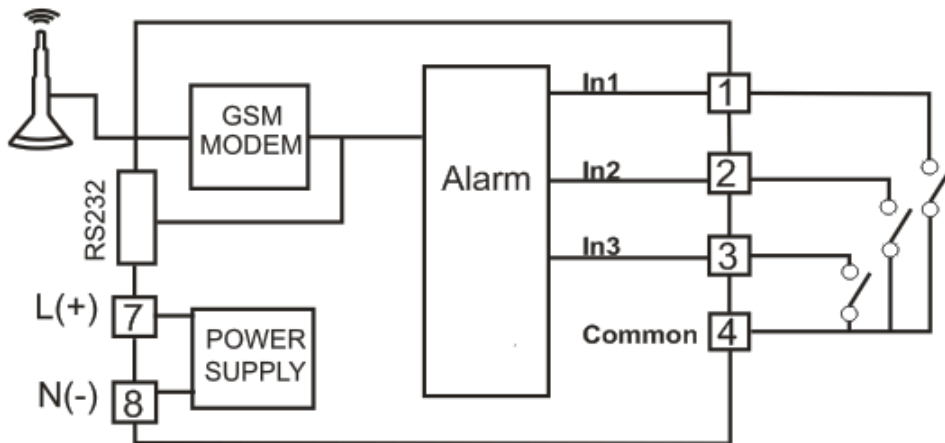 GSM
MODEM
RS232
L(+)
7
N(-)
8
POWER
SUPPLY
Alarm
In1
1
In2
2
In3
3
Common
4